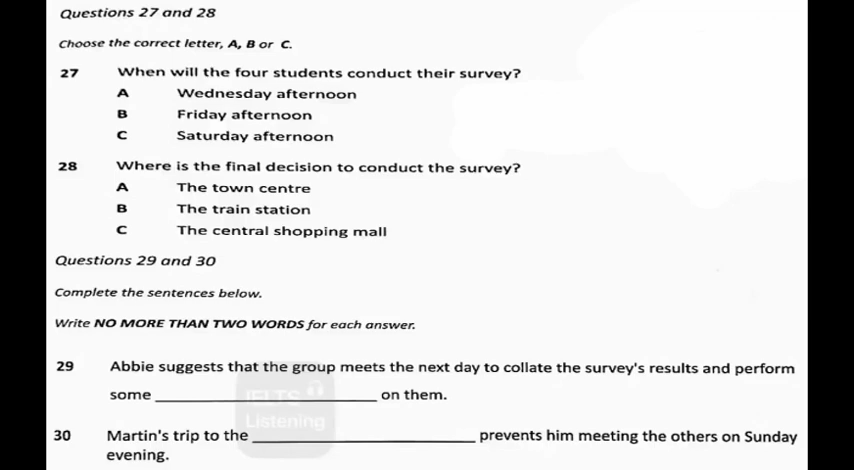 Questions 27 and 28
Choose the correct letter, A, B or C.
27 When will the four students conduct their survey?
A Wednesday afternoon
B Friday afternoon
C Saturday afternoon
28 Where is the final decision to conduct the survey?
A The town centre
B The train station
C The central shopping mall
Questions 29 and 30
Complete the sentences below.
Write NO MORE THAN TWO WORDS for each answer.
29 Abbie suggests that the group meets the next day to collate the survey's results and perform
some ______________________ on them.
IELTS
Listening
30 Martin's trip to the ______________________ prevents him meeting the others on Sunday
evening.